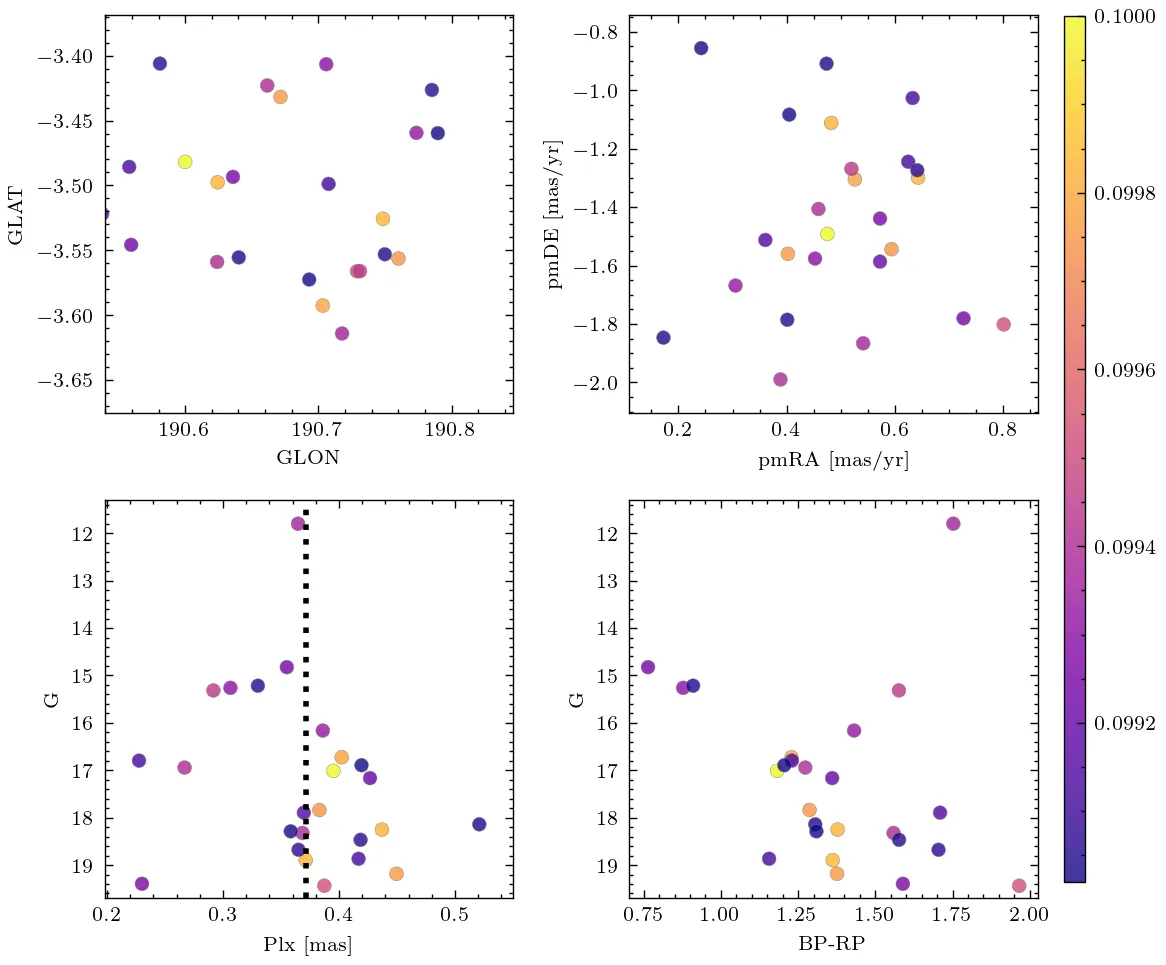 −3.40
−3.45
−3.50
−3.55
−3.60
−3.65
GLAT
190.6 190.7 190.8
GLON
−0.8
−1.0
−1.2
−1.4
−1.6
−1.8
−2.0
pmDE [mas/yr]
0.2 0.4 0.6 0.8
pmRA [mas/yr]
0.1000
0.0998
0.0996
0.0994
0.0992
12
13
14
15
16
17
18
19
G
0.2 0.3 0.4 0.5
Plx [mas]
12
13
14
15
16
17
18
19
G
0.75 1.00 1.25 1.50 1.75 2.00
BP-RP